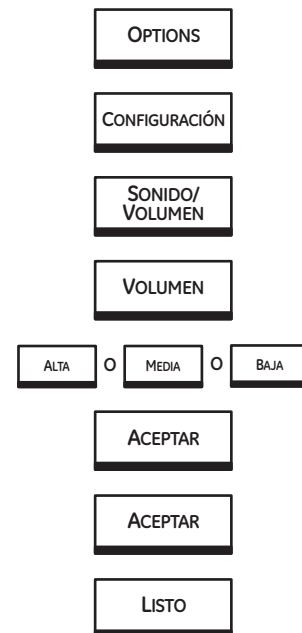 OPTIONS
CONFIGURACIÓN
SONIDO/
VOLUMEN
VOLUMEN
ALTA O MEDIA O BAJA
ACEPTAR
ACEPTAR
LISTO